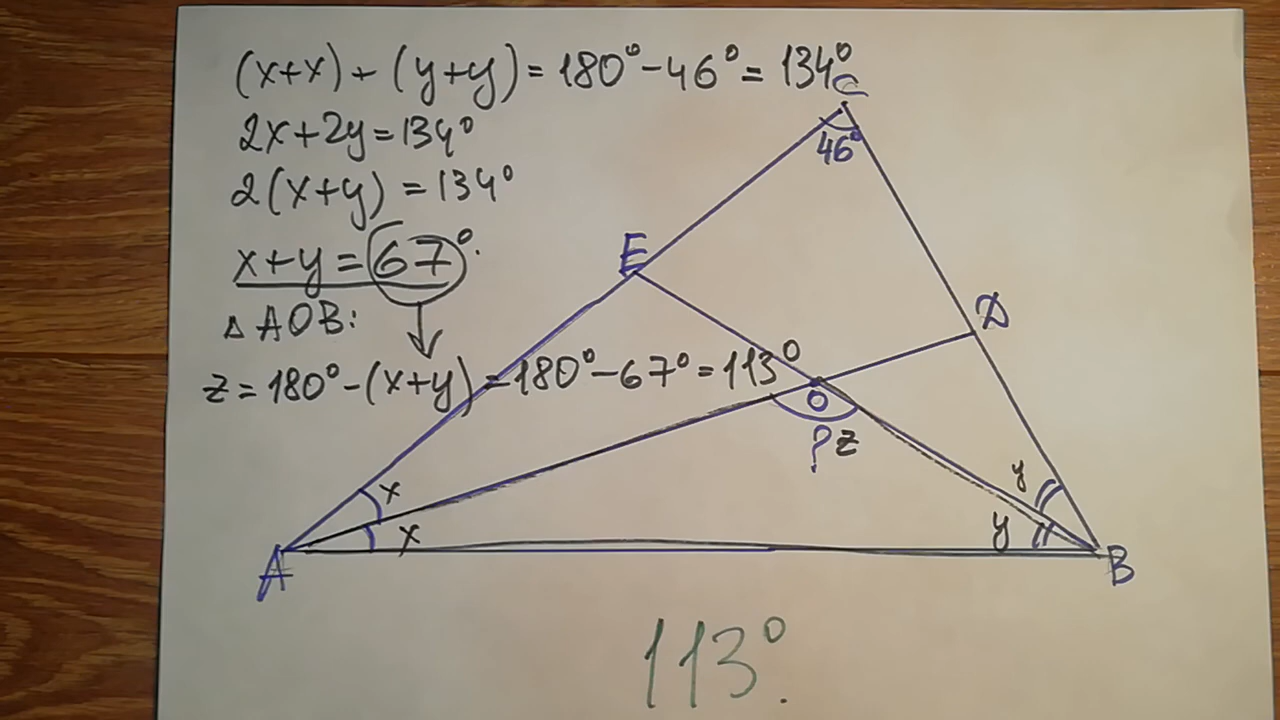 (x+x) + (y+y) = 180° - 46° = 134°
2x + 2y = 134°
2(x+y) = 134°
x+y = 67°.
△ AOB:
z = 180° - (x+y) = 180° - 67° = 113°
C
46°
E
D
O
? z
x
x
y
y
A
B
113°.